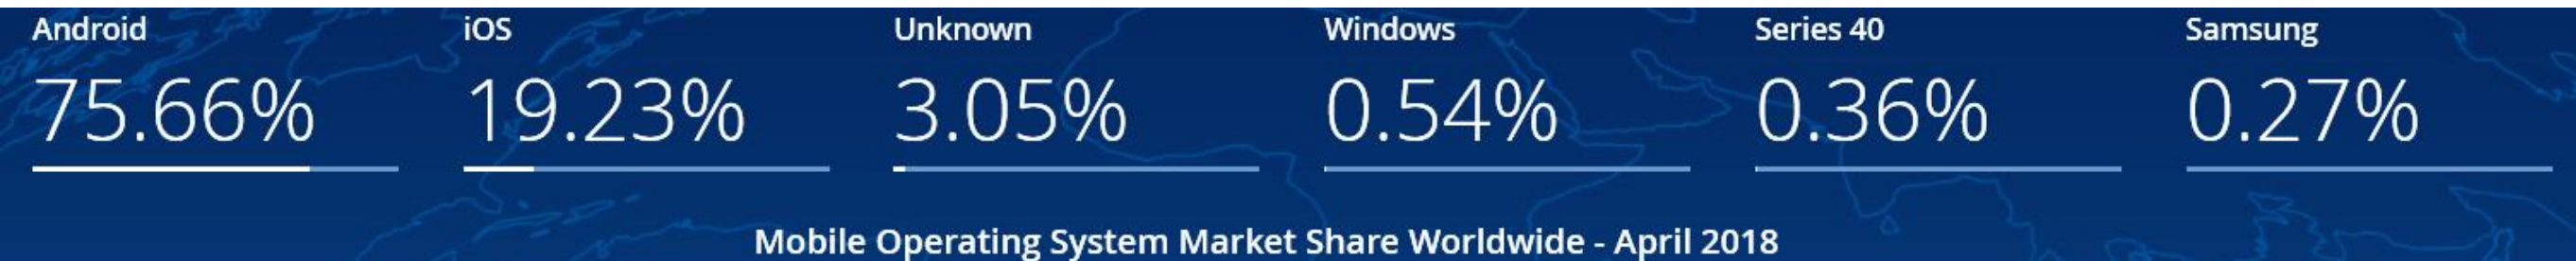 Android iOS Unknown Windows Series 40 Samsung
75.66% 19.23% 3.05% 0.54% 0.36% 0.27%
Mobile Operating System Market Share Worldwide - April 2018